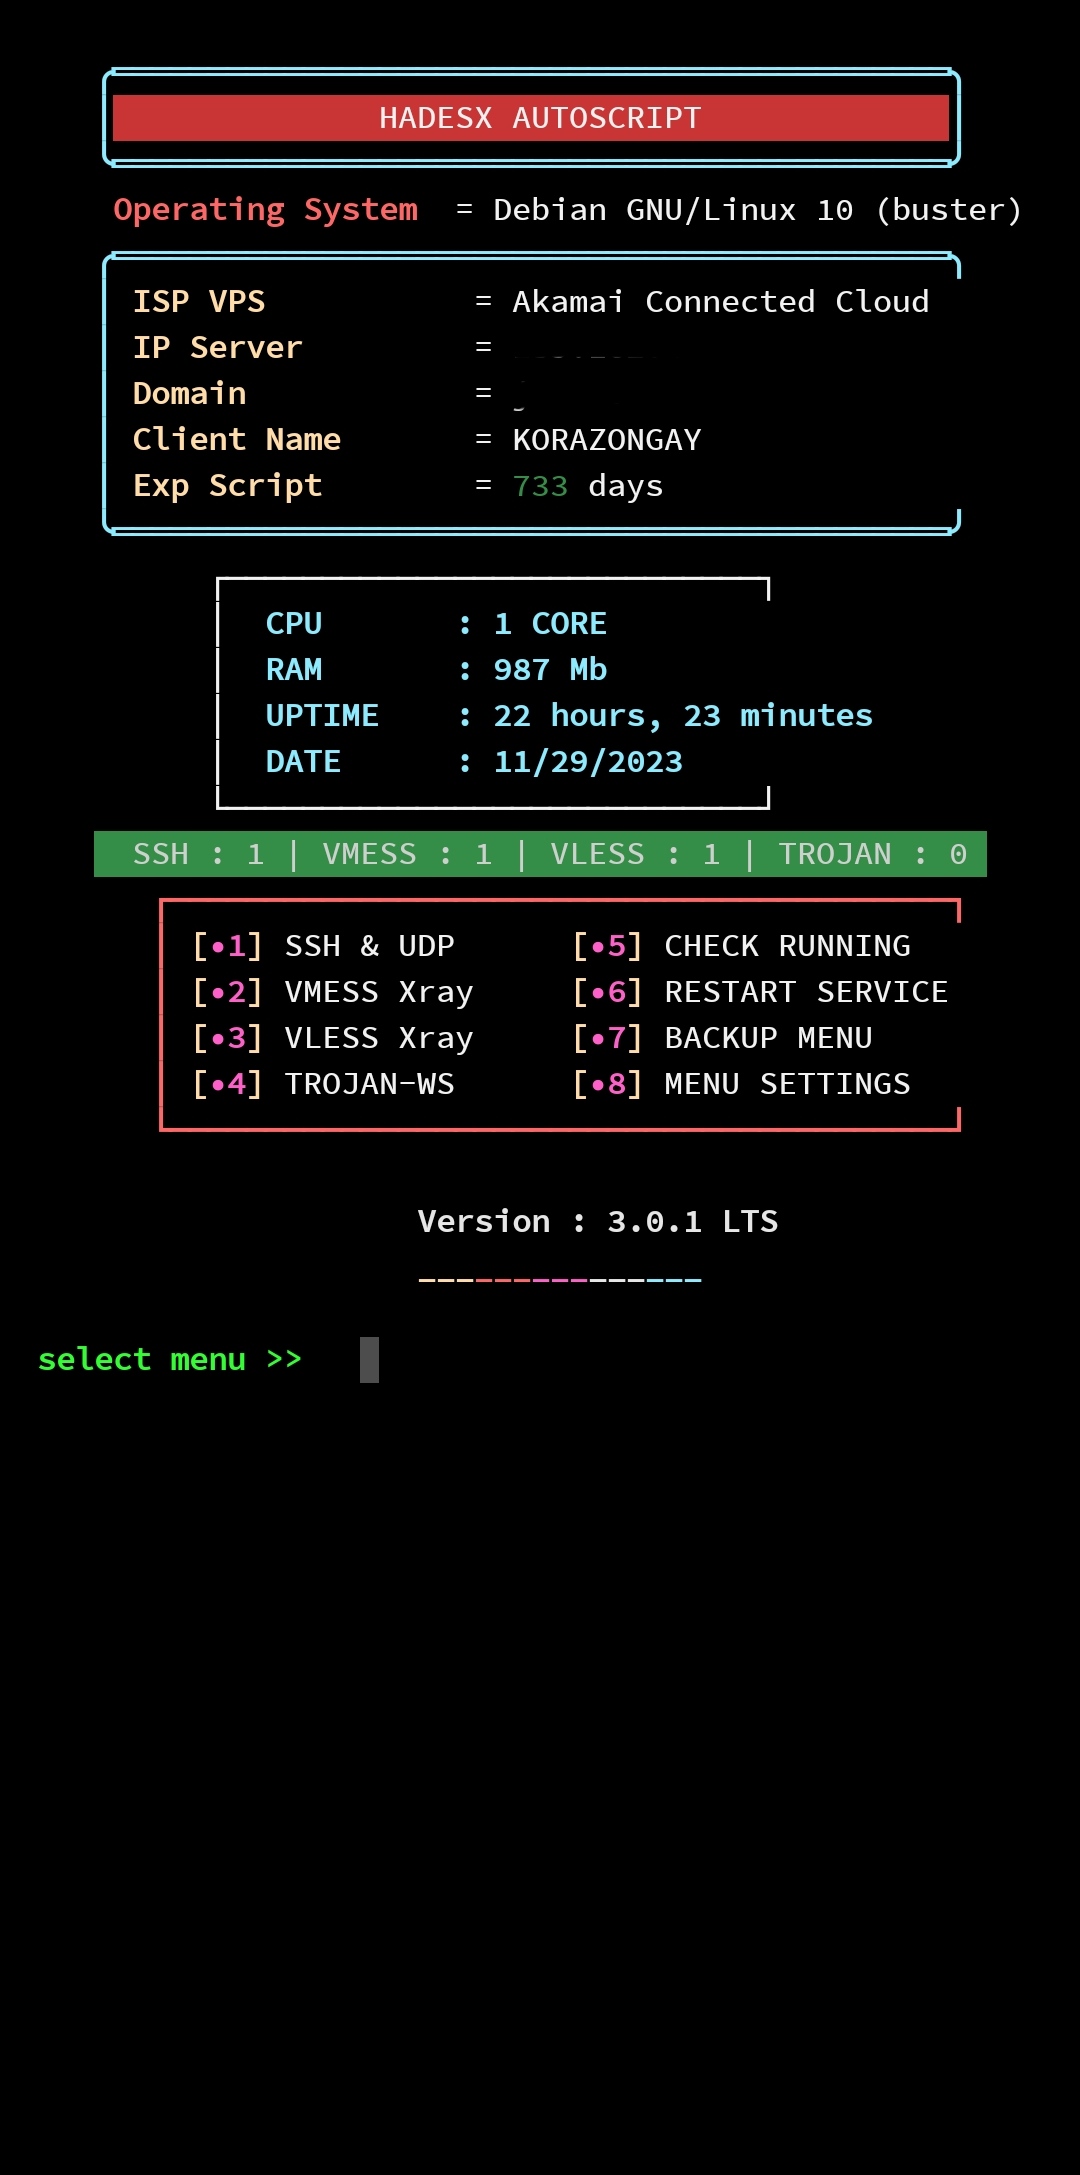 HADESX AUTOSCRIPT
Operating System = Debian GNU/Linux 10 (buster)
ISP VPS = Akamai Connected Cloud
IP Server =
Domain =
Client Name = KORAZONGAY
Exp Script = 733 days
CPU : 1 CORE
RAM : 987 Mb
UPTIME : 22 hours, 23 minutes
DATE : 11/29/2023
SSH : 1 | VMESS : 1 | VLESS : 1 | TROJAN : 0
[•1] SSH & UDP [•5] CHECK RUNNING
[•2] VMESS Xray [•6] RESTART SERVICE
[•3] VLESS Xray [•7] BACKUP MENU
[•4] TROJAN-WS [•8] MENU SETTINGS
Version : 3.0.1 LTS
select menu >>